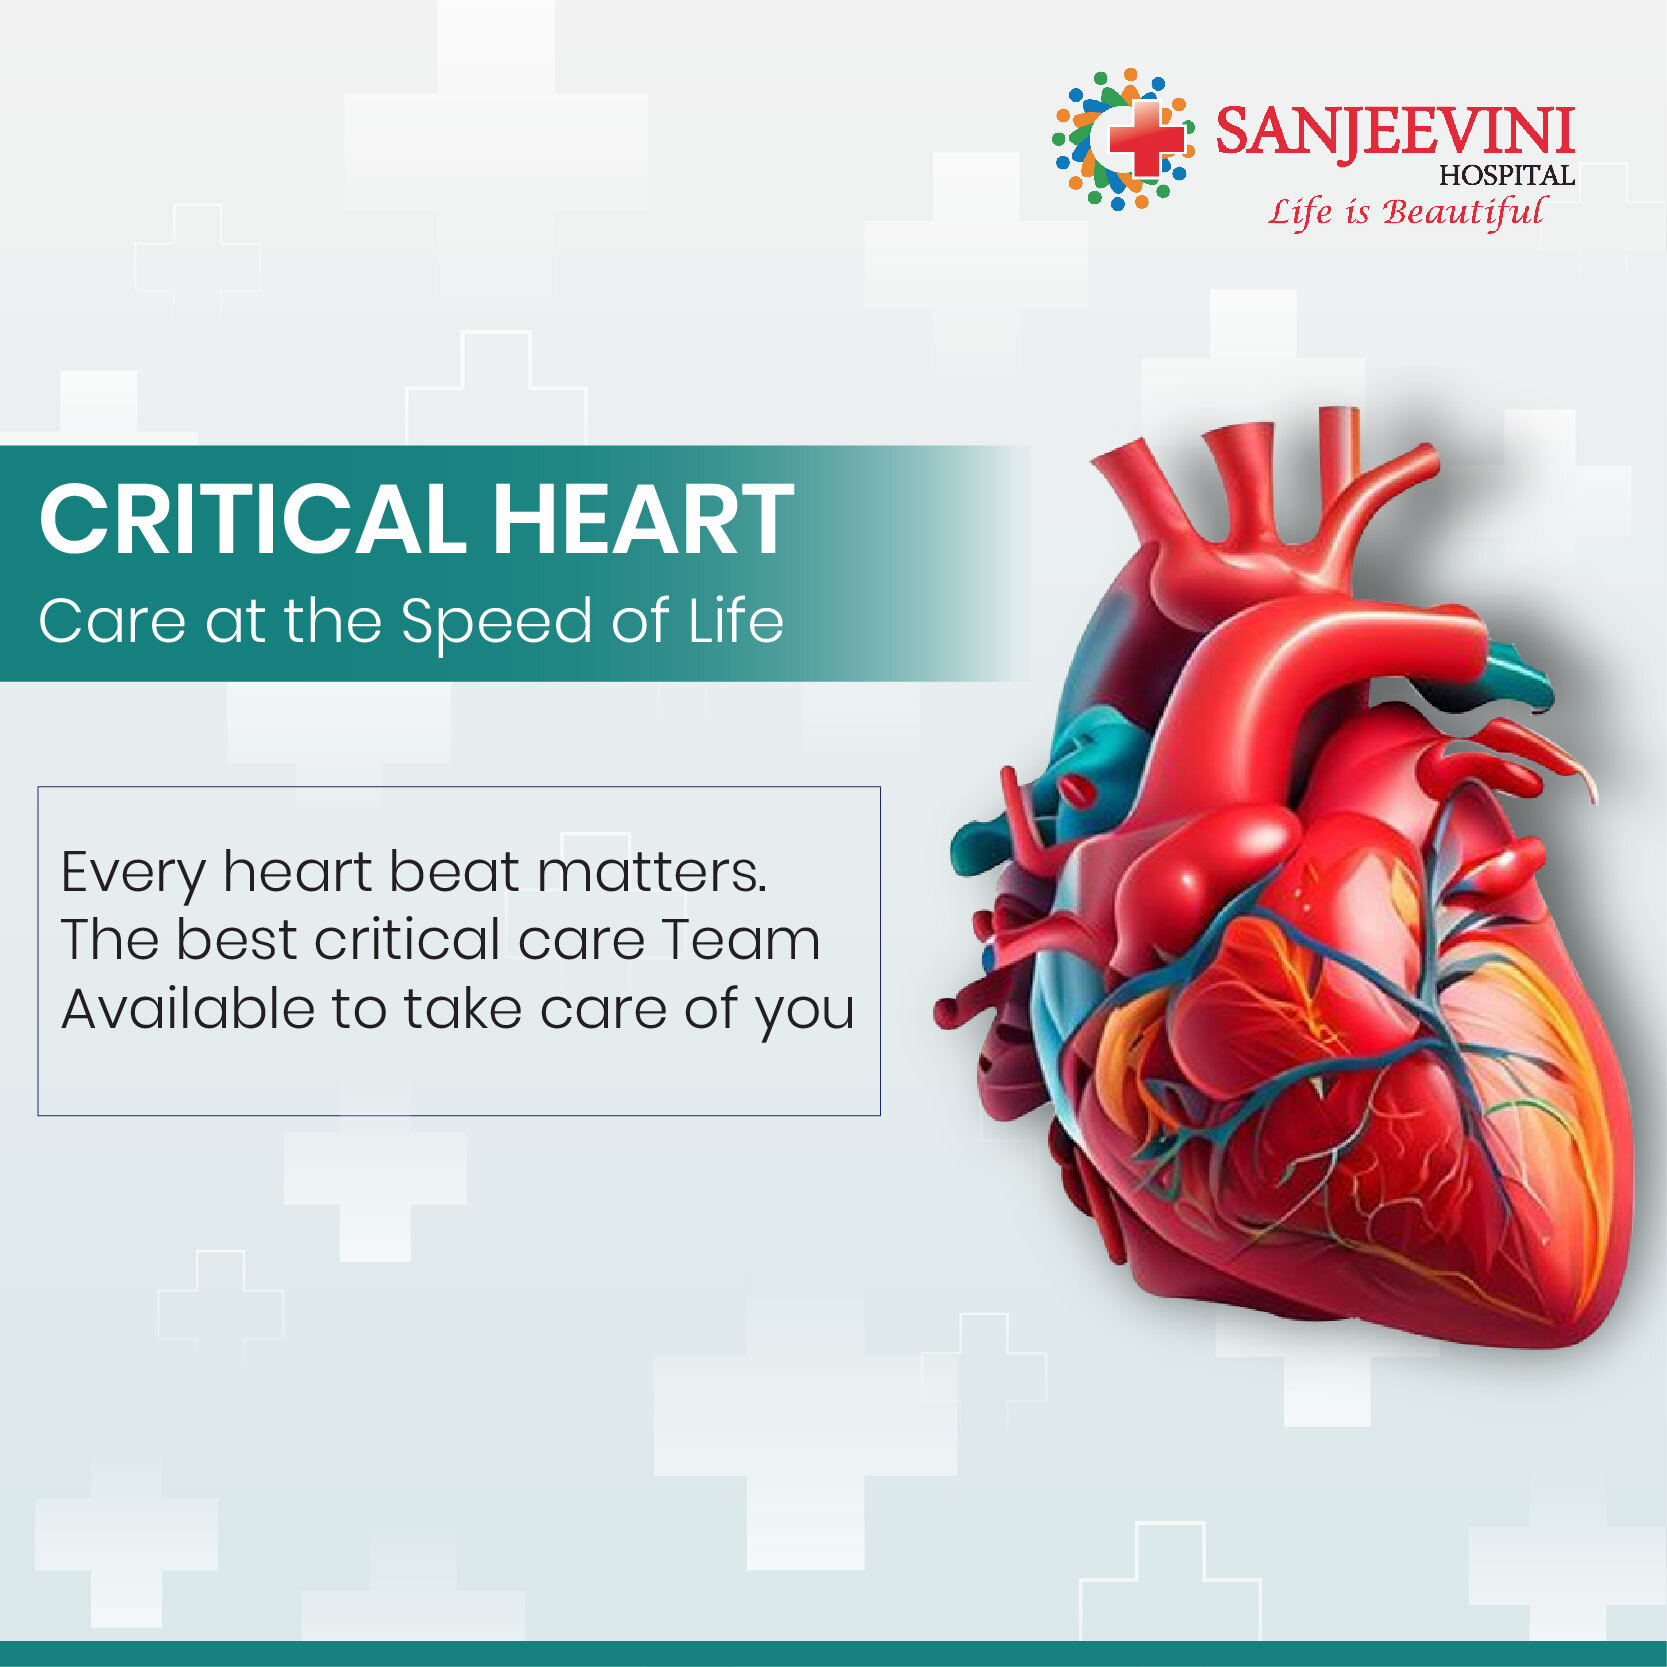 SANJEEVINI
HOSPITAL
Life is Beautiful
CRITICAL HEART
Care at the Speed of Life
Every heart beat matters.
The best critical care Team
Available to take care of you